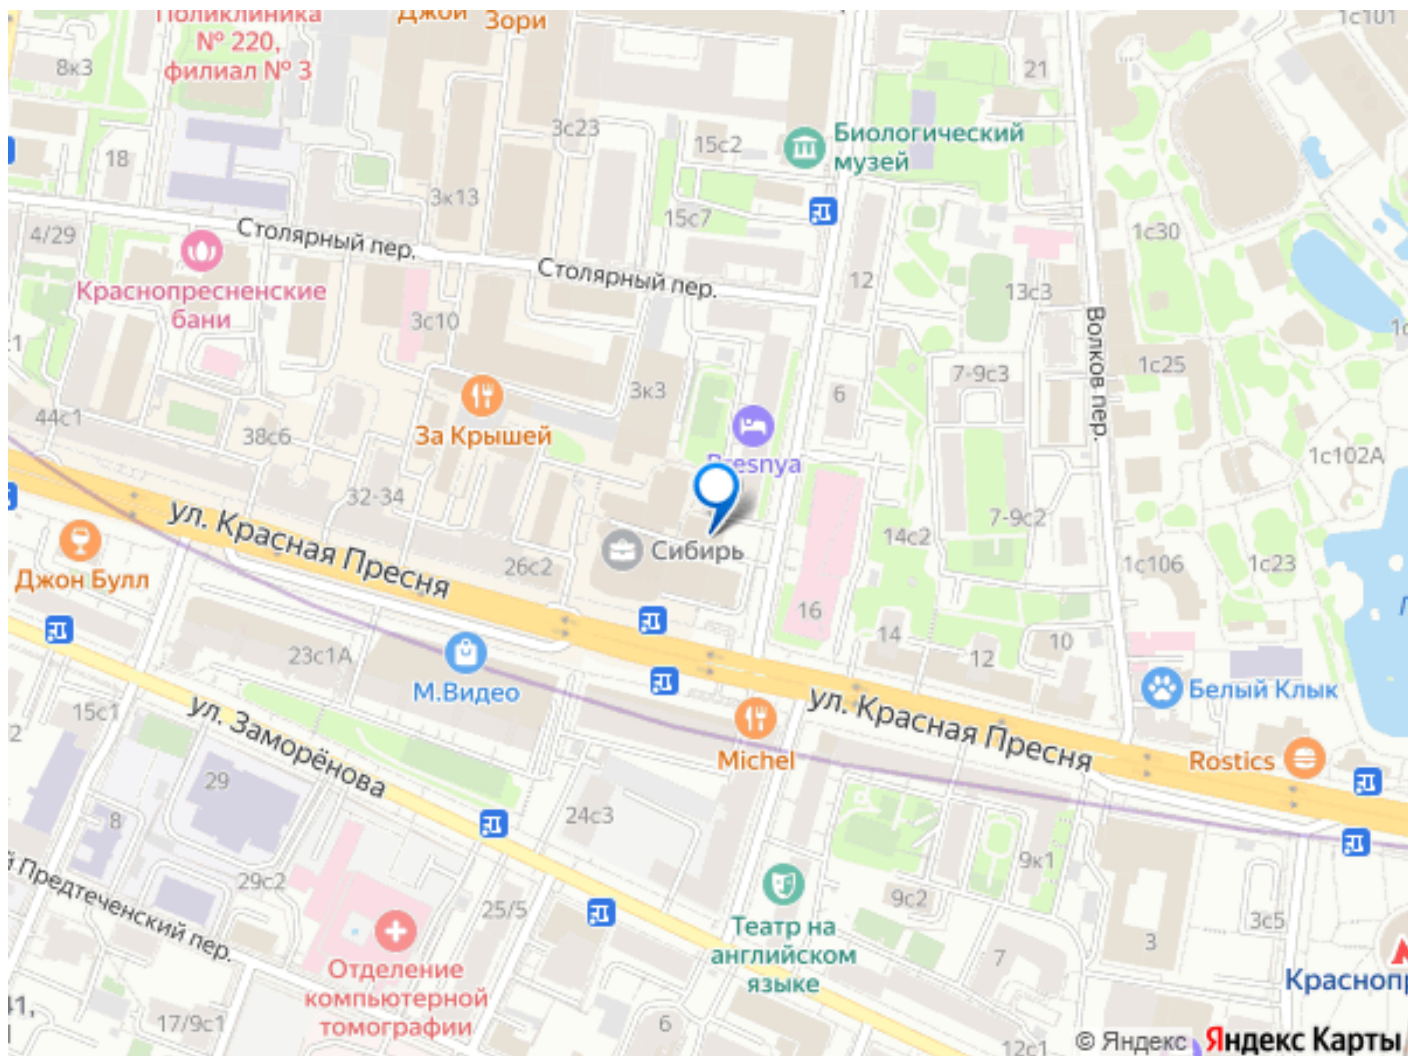 Джой
Зори
1с101
Поликлиника
№ 220,
филиал № 3
8к3
21
3с23
15с2
Биологический
музей
18
3к13
15с7
4/29
Столярный пер.
1с30
Столярный пер.
12
13с3
Краснопресненские
бани
3с10
Волков пер.
1с25
7-9с3
3к3
6
44с1
38с6
За Крышей
Presnya
1с102А
32-34
ул. Красная Пресня
7-9с2
14с2
Сибирь
26с2
1с106
1с23
Джон Булл
16
14
10
12
23с1А
М.Видео
Белый Клык
15с1
ул. Заморёнова
ул. Красная Пресня
Michel
Rostics
29
8
24с3
9к1
29с2
9с2
3с5
Предтеченский пер.
25/5
Театр на
английском
языке
3
7
Отделение
компьютерной
томографии
Красноп
17/9с1
6
12с1
© Яндекс Яндекс Карты